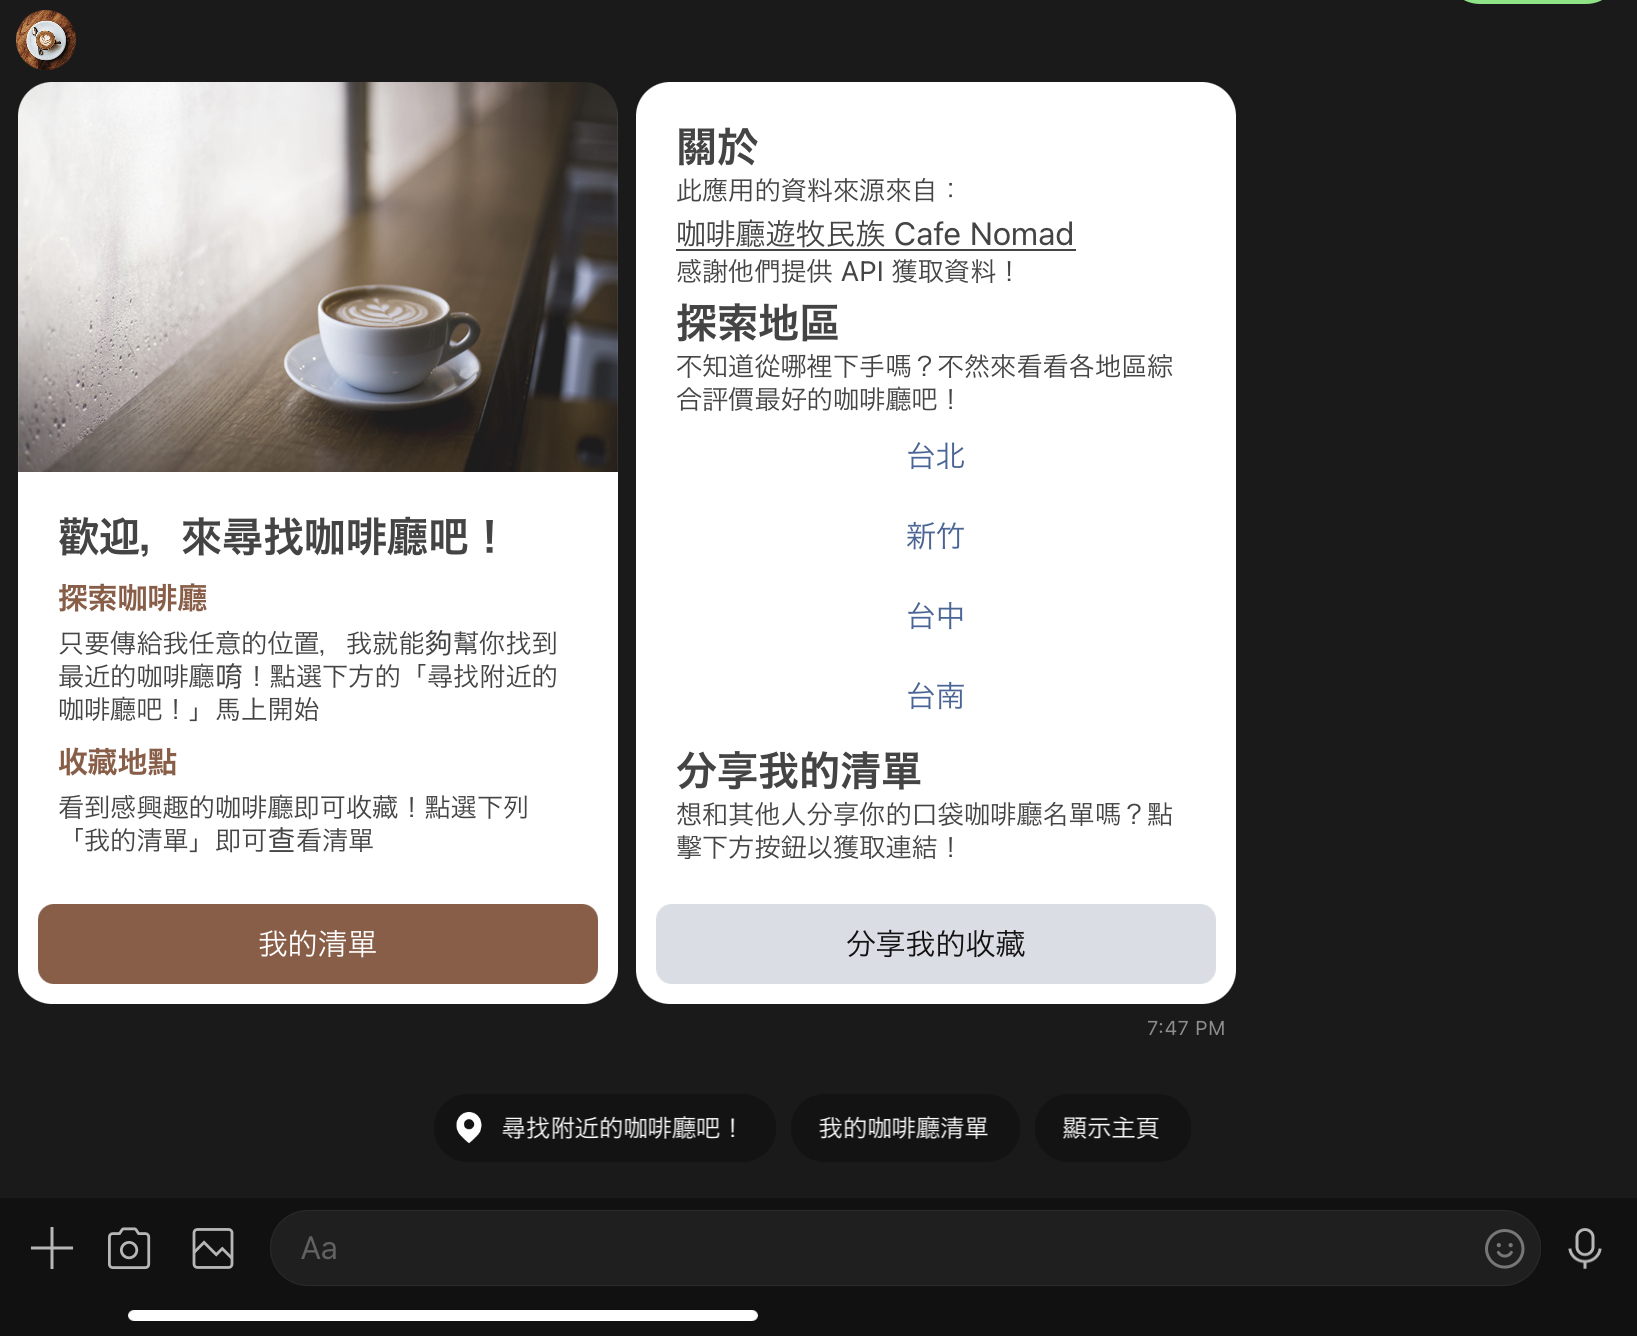 歡迎，來尋找咖啡廳吧！
探索咖啡廳
只要傳給我任意的位置，我就能夠幫你找到
最近的咖啡廳唷！點選下方的「尋找附近的
咖啡廳吧！」馬上開始
收藏地點
看到感興趣的咖啡廳即可收藏！點選下列
「我的清單」即可查看清單
我的清單
關於
此應用的資料來源來自：
咖啡廳遊牧民族 Cafe Nomad
感謝他們提供 API 獲取資料！
探索地區
不知道從哪裡下手嗎？不然來看看各地區綜
合評價最好的咖啡廳吧！
台北
新竹
台中
台南
分享我的清單
想和其他人分享你的口袋咖啡廳名單嗎？點
擊下方按鈕以獲取連結！
分享我的收藏
7:47 PM
尋找附近的咖啡廳吧！
我的咖啡廳清單
顯示主頁
Aa